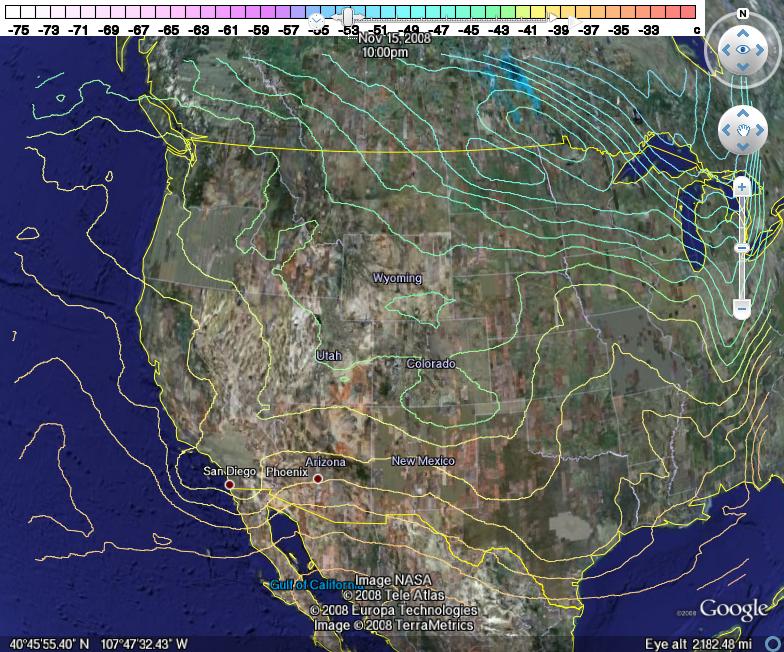 -75 -73 -71 -69 -67 -65 -63 -61 -59 -57 -55 -53 -51 -49 -47 -45 -43 -41 -39 -37 -35 -33 c
Nov 15, 2008
10:00pm
N
Wyoming
Utah
Colorado
San Diego
Phoenix
Arizona
New Mexico
Gulf of California
Image NASA
© 2008 Tele Atlas
© 2008 Europa Technologies
Image © 2008 TerraMetrics
©2008 Google
40°45'55.40" N 107°47'32.43" W
Eye alt 2182.48 mi